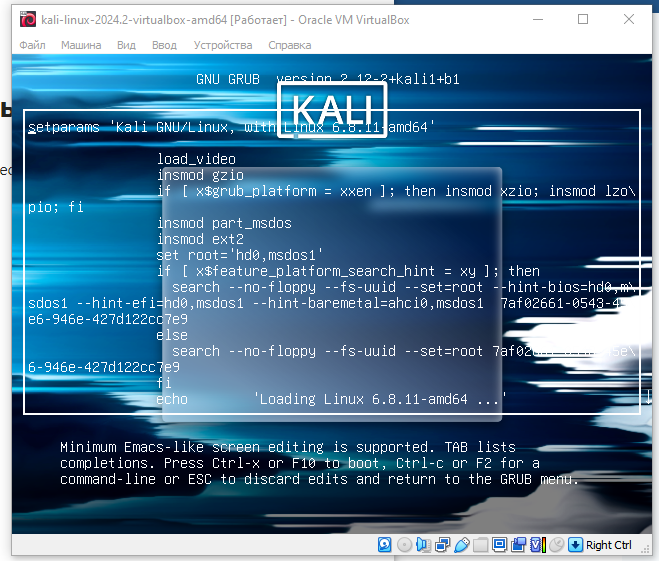 kali-linux-2024.2-virtualbox-amd64 [Работает] - Oracle VM VirtualBox
Файл Машина Вид Ввод Устройства Справка
GNU GRUB version 2.12-2+kali1+b1
KALI
setparams 'Kali GNU/Linux, with Linux 6.8.11-amd64'
load_video
insmod gzio
if [ x$grub_platform = xxen ]; then insmod xzio; insmod lzo\
pio; fi
insmod part_msdos
insmod ext2
set root='hd0,msdos1'
if [ x$feature_platform_search_hint = xy ]; then
search --no-floppy --fs-uuid --set=root --hint-bios=hd0,m\
sdos1 --hint-efi=hd0,msdos1 --hint-baremetal=ahci0,msdos1
e6-946e-427d122cc7e9
else
search --no-floppy --fs-uuid --set=root
6-946e-427d122cc7e9
fi
echo 'Loading Linux 6.8.11-amd64 ...'
Minimum Emacs-like screen editing is supported. TAB lists
completions. Press Ctrl-x or F10 to boot, Ctrl-c or F2 for a
command-line or ESC to discard edits and return to the GRUB menu.
Right Ctrl